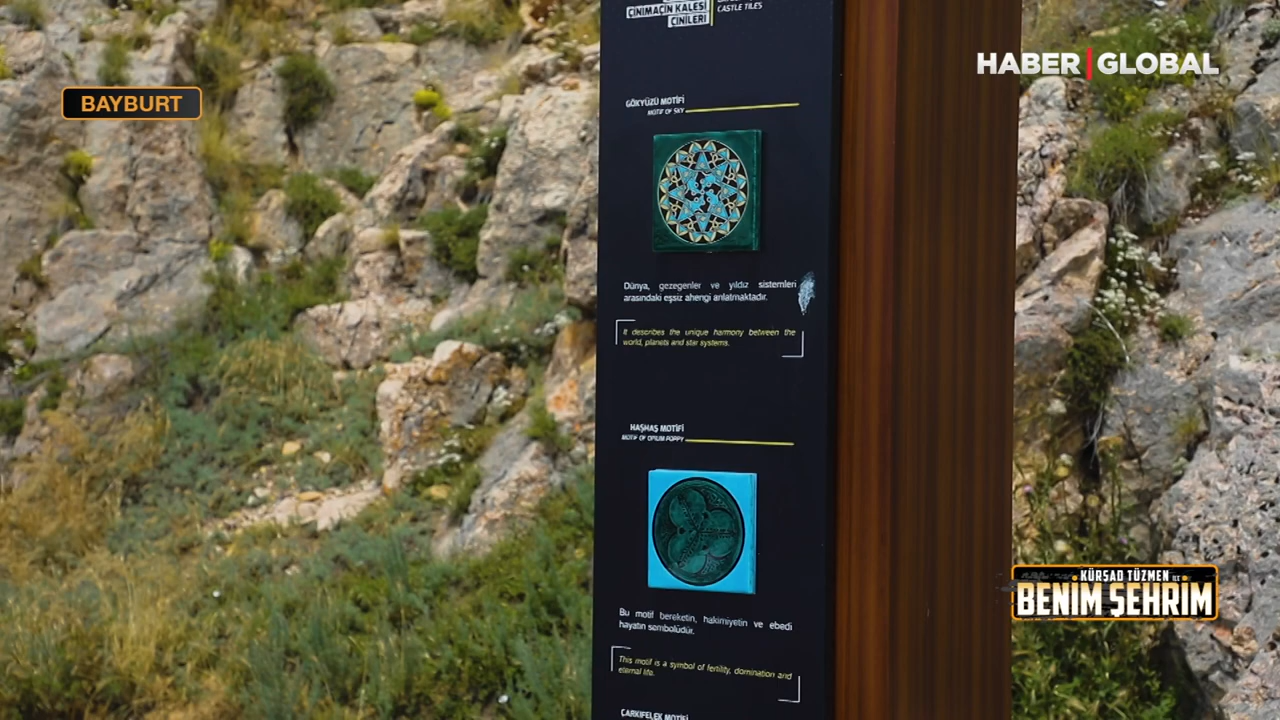 BAYBURT
HABER GLOBAL
ÇİNİMAÇİN KALESİ
ÇİNİLERİ
CASTLE TILES
GÖKYÜZÜ MOTİFİ
MOTIF OF SKY
Dünya, gezegenler ve yıldız sistemleri
arasındaki eşsiz ahengi anlatmaktadır.
It describes the unique harmony between the
world, planets and star systems.
HAŞHAŞ MOTİFİ
MOTIF OF OPIUM POPPY
Bu motif bereketin, hakimiyetin ve ebedi
hayatın sembolüdür.
This motif is a symbol of fertility, domination and
eternal life.
ÇARKIFELEK MOTİFİ
KÜRŞAD TÜZMEN İLE
BENİM ŞEHRİM